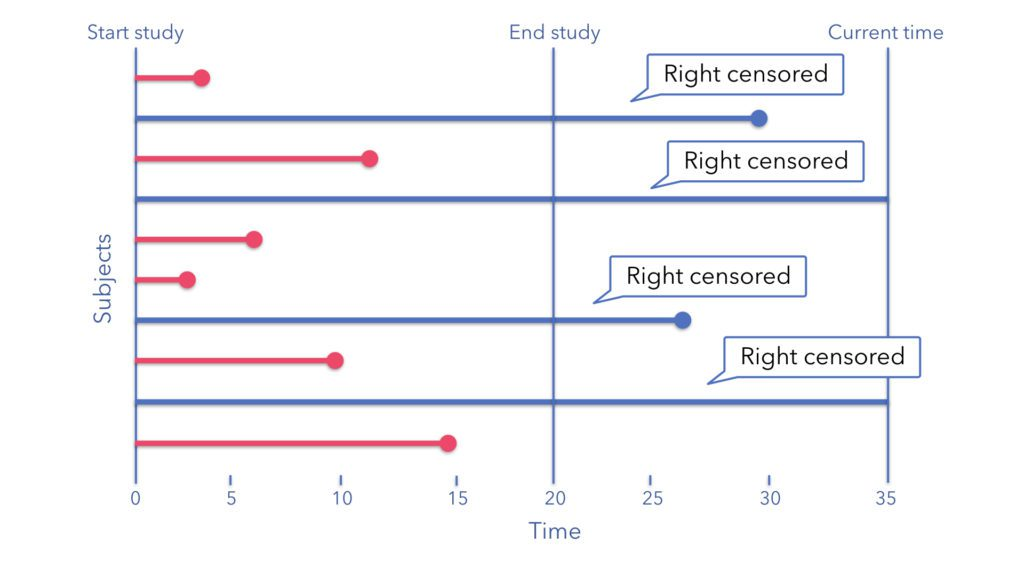 Start study
End study
Current time
Right censored
Right censored
Right censored
Right censored
Subjects
0 5 10 15 20 25 30 35
Time